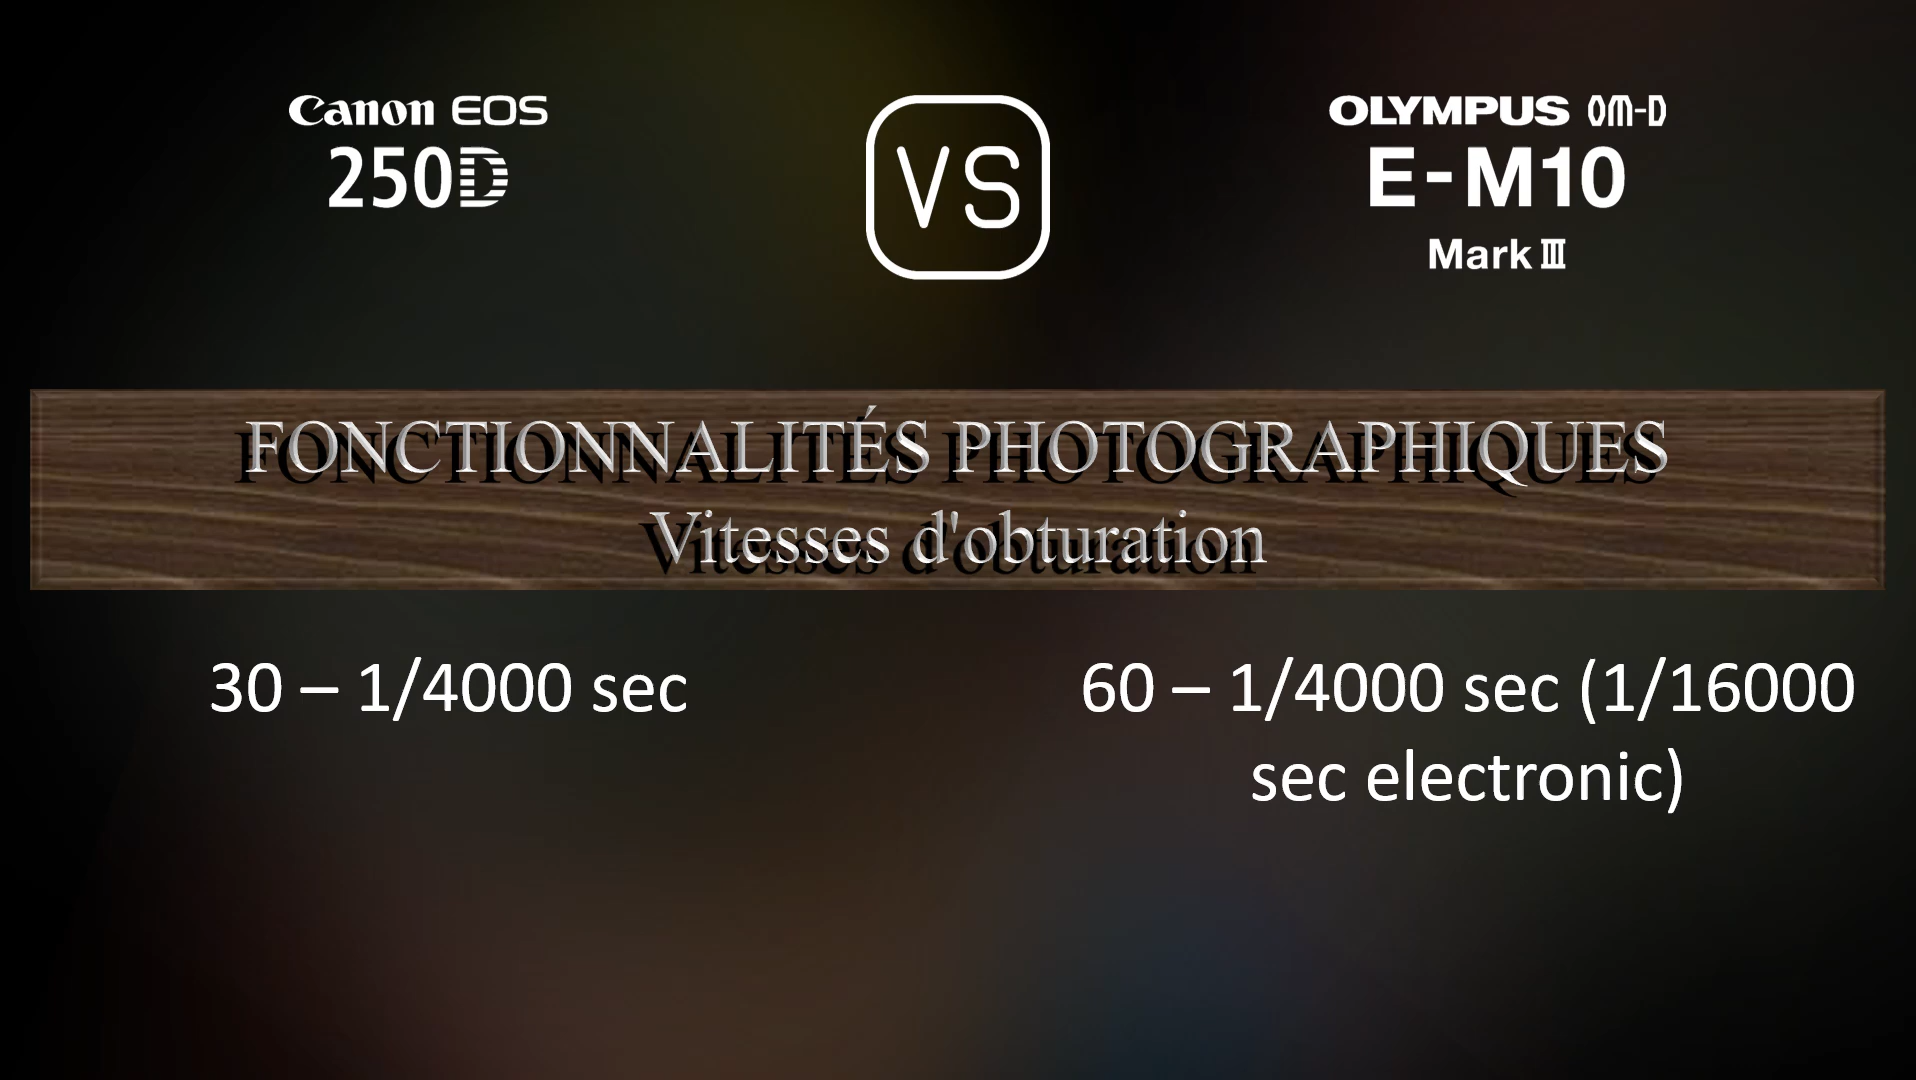 Canon EOS
250D
VS
OLYMPUS OM-D
E-M10
Mark III
FONCTIONNALITÉS PHOTOGRAPHIQUES
Vitesses d'obturation
30 – 1/4000 sec
60 – 1/4000 sec (1/16000
sec electronic)